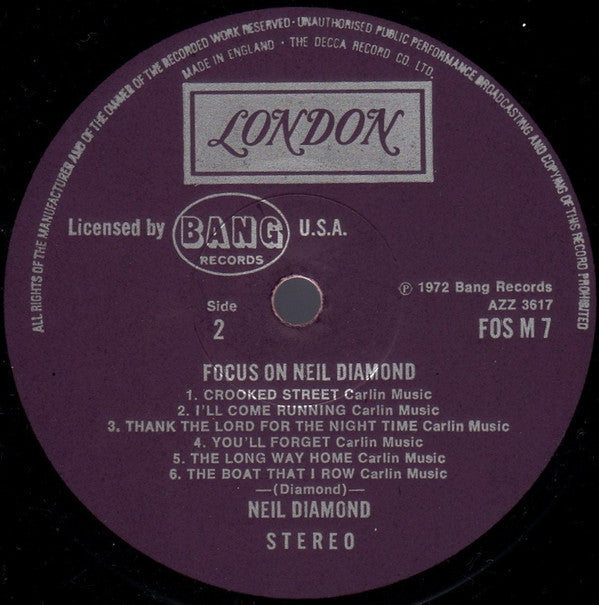 ALL RIGHTS OF THE MANUFACTURER AND OF THE OWNER OF THE RECORDED WORK RESERVED · UNAUTHORISED PUBLIC PERFORMANCE BROADCASTING AND COPYING OF THIS RECORD PROHIBITED
MADE IN ENGLAND · THE DECCA RECORD CO. LTD.
LONDON
Licensed by BANG RECORDS U.S.A.
℗ 1972 Bang Records
AZZ 3617
Side
2
FOS M 7
FOCUS ON NEIL DIAMOND
1. CROOKED STREET Carlin Music
2. I'LL COME RUNNING Carlin Music
3. THANK THE LORD FOR THE NIGHT TIME Carlin Music
4. YOU'LL FORGET Carlin Music
5. THE LONG WAY HOME Carlin Music
6. THE BOAT THAT I ROW Carlin Music
—(Diamond)—
NEIL DIAMOND
STEREO